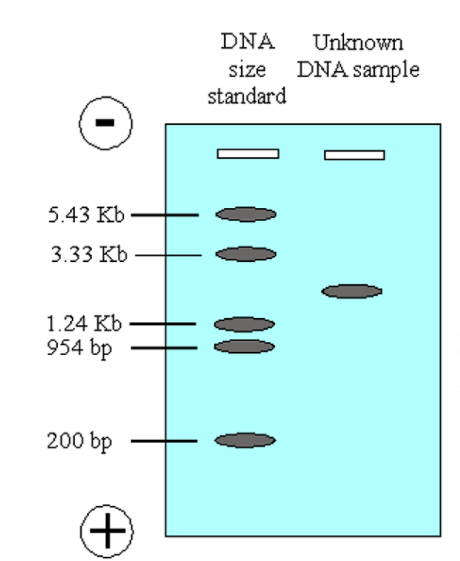 DNA
size
standard
Unknown
DNA sample
-
5.43 Kb
3.33 Kb
1.24 Kb
954 bp
200 bp
+